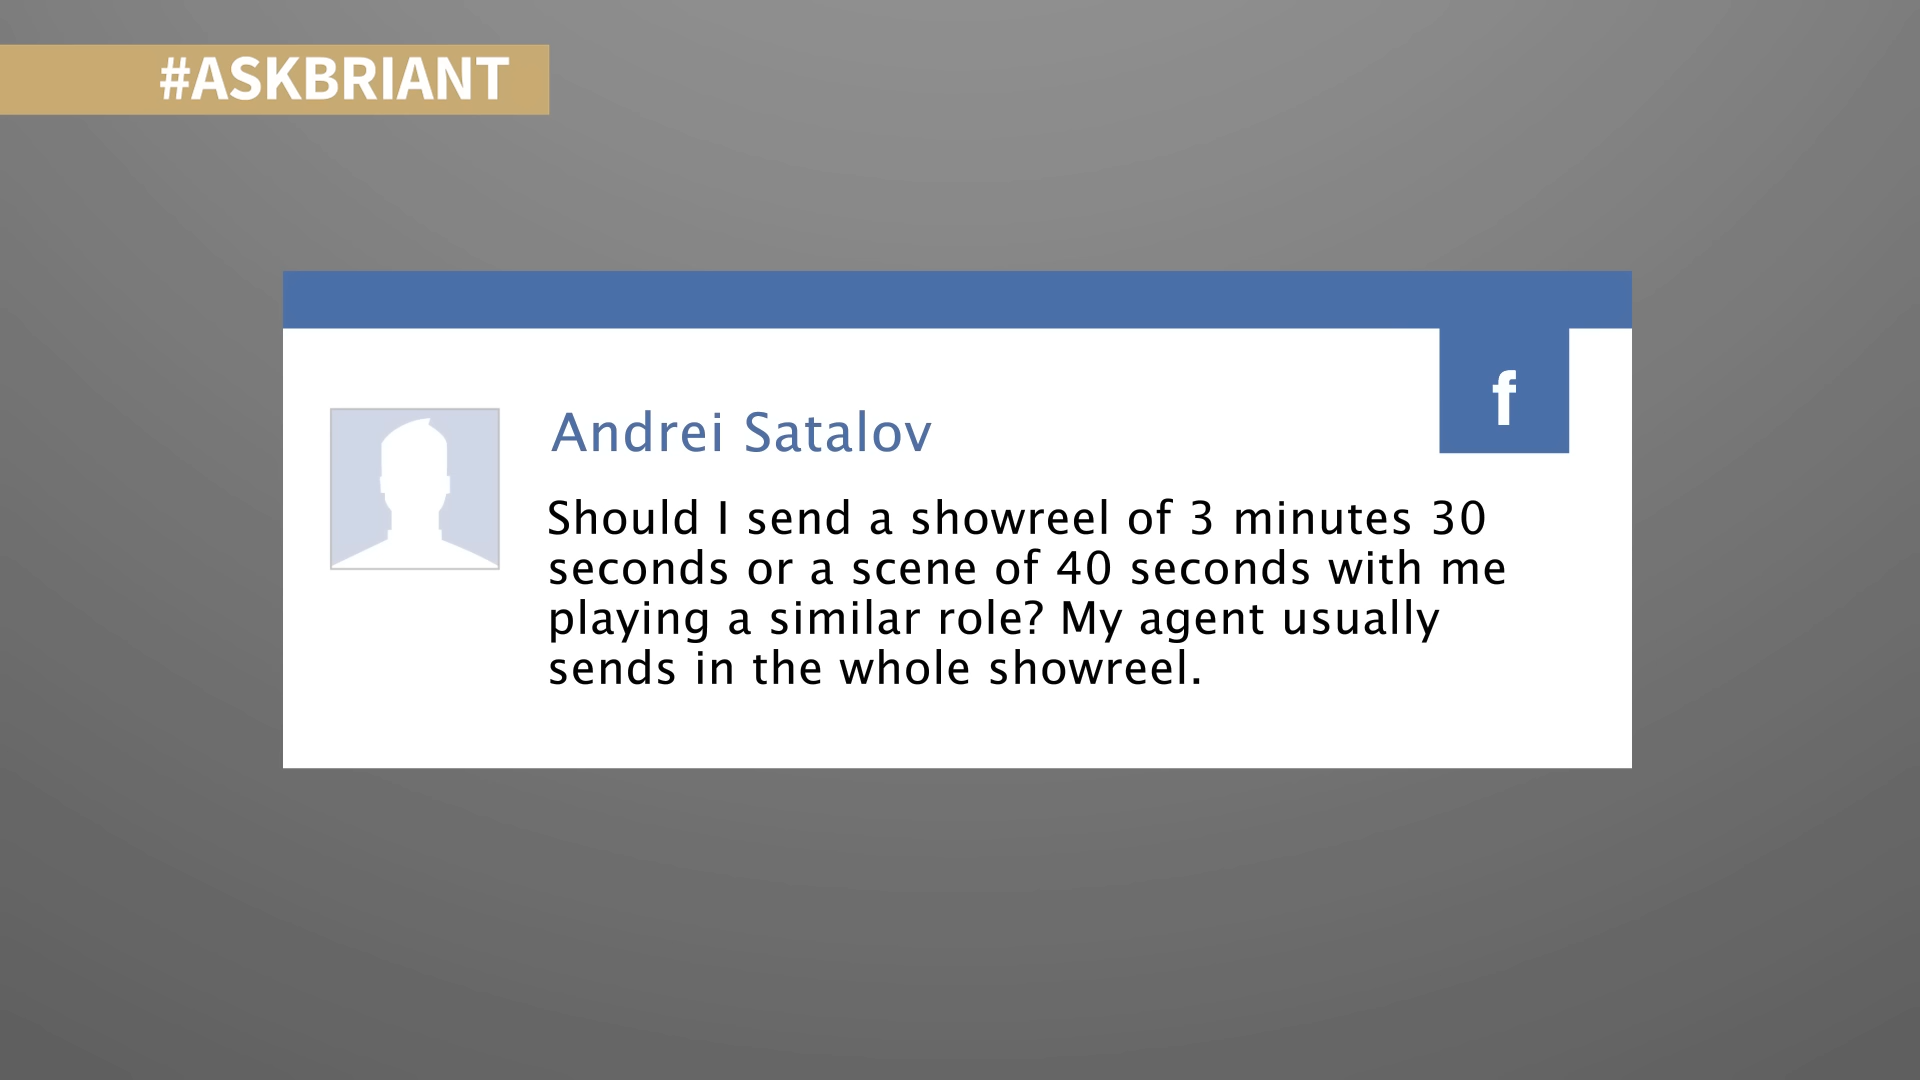 #ASKBRIANT
f
Andrei Satalov
Should I send a showreel of 3 minutes 30
seconds or a scene of 40 seconds with me
playing a similar role? My agent usually
sends in the whole showreel.